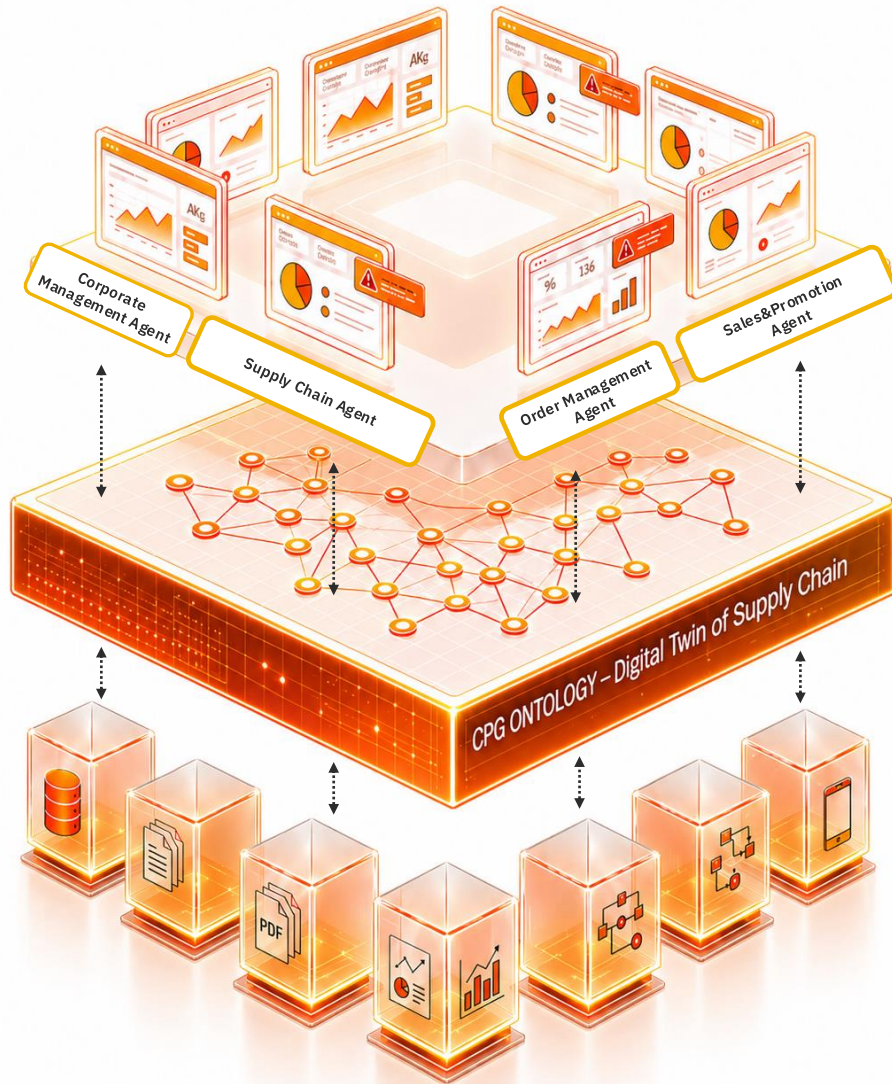 AKg
AKg
%
136
Corporate
Management Agent
Supply Chain Agent
Order Management
Agent
Sales&Promotion
Agent
CPG ONTOLOGY – Digital Twin of Supply Chain
PDF